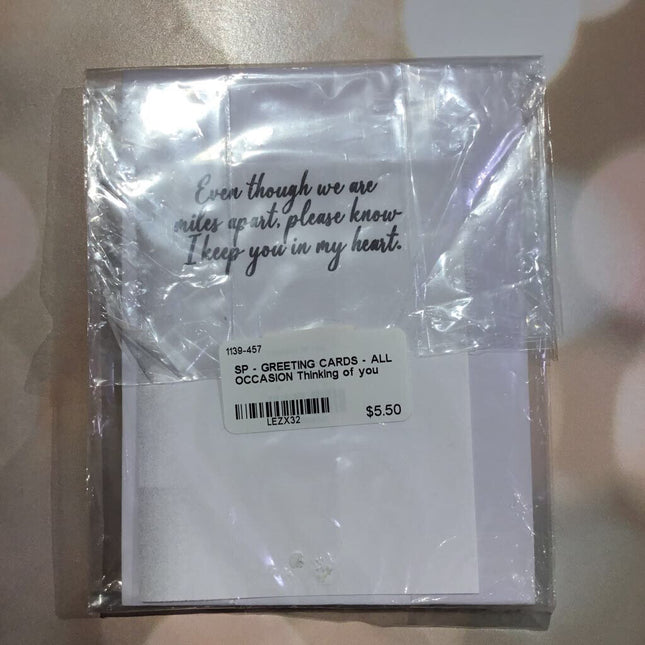 Even though we are
miles apart, please know
I keep you in my heart.
1139-457
SP - GREETING CARDS - ALL
OCCASION Thinking of you
LEZX32
$5.50